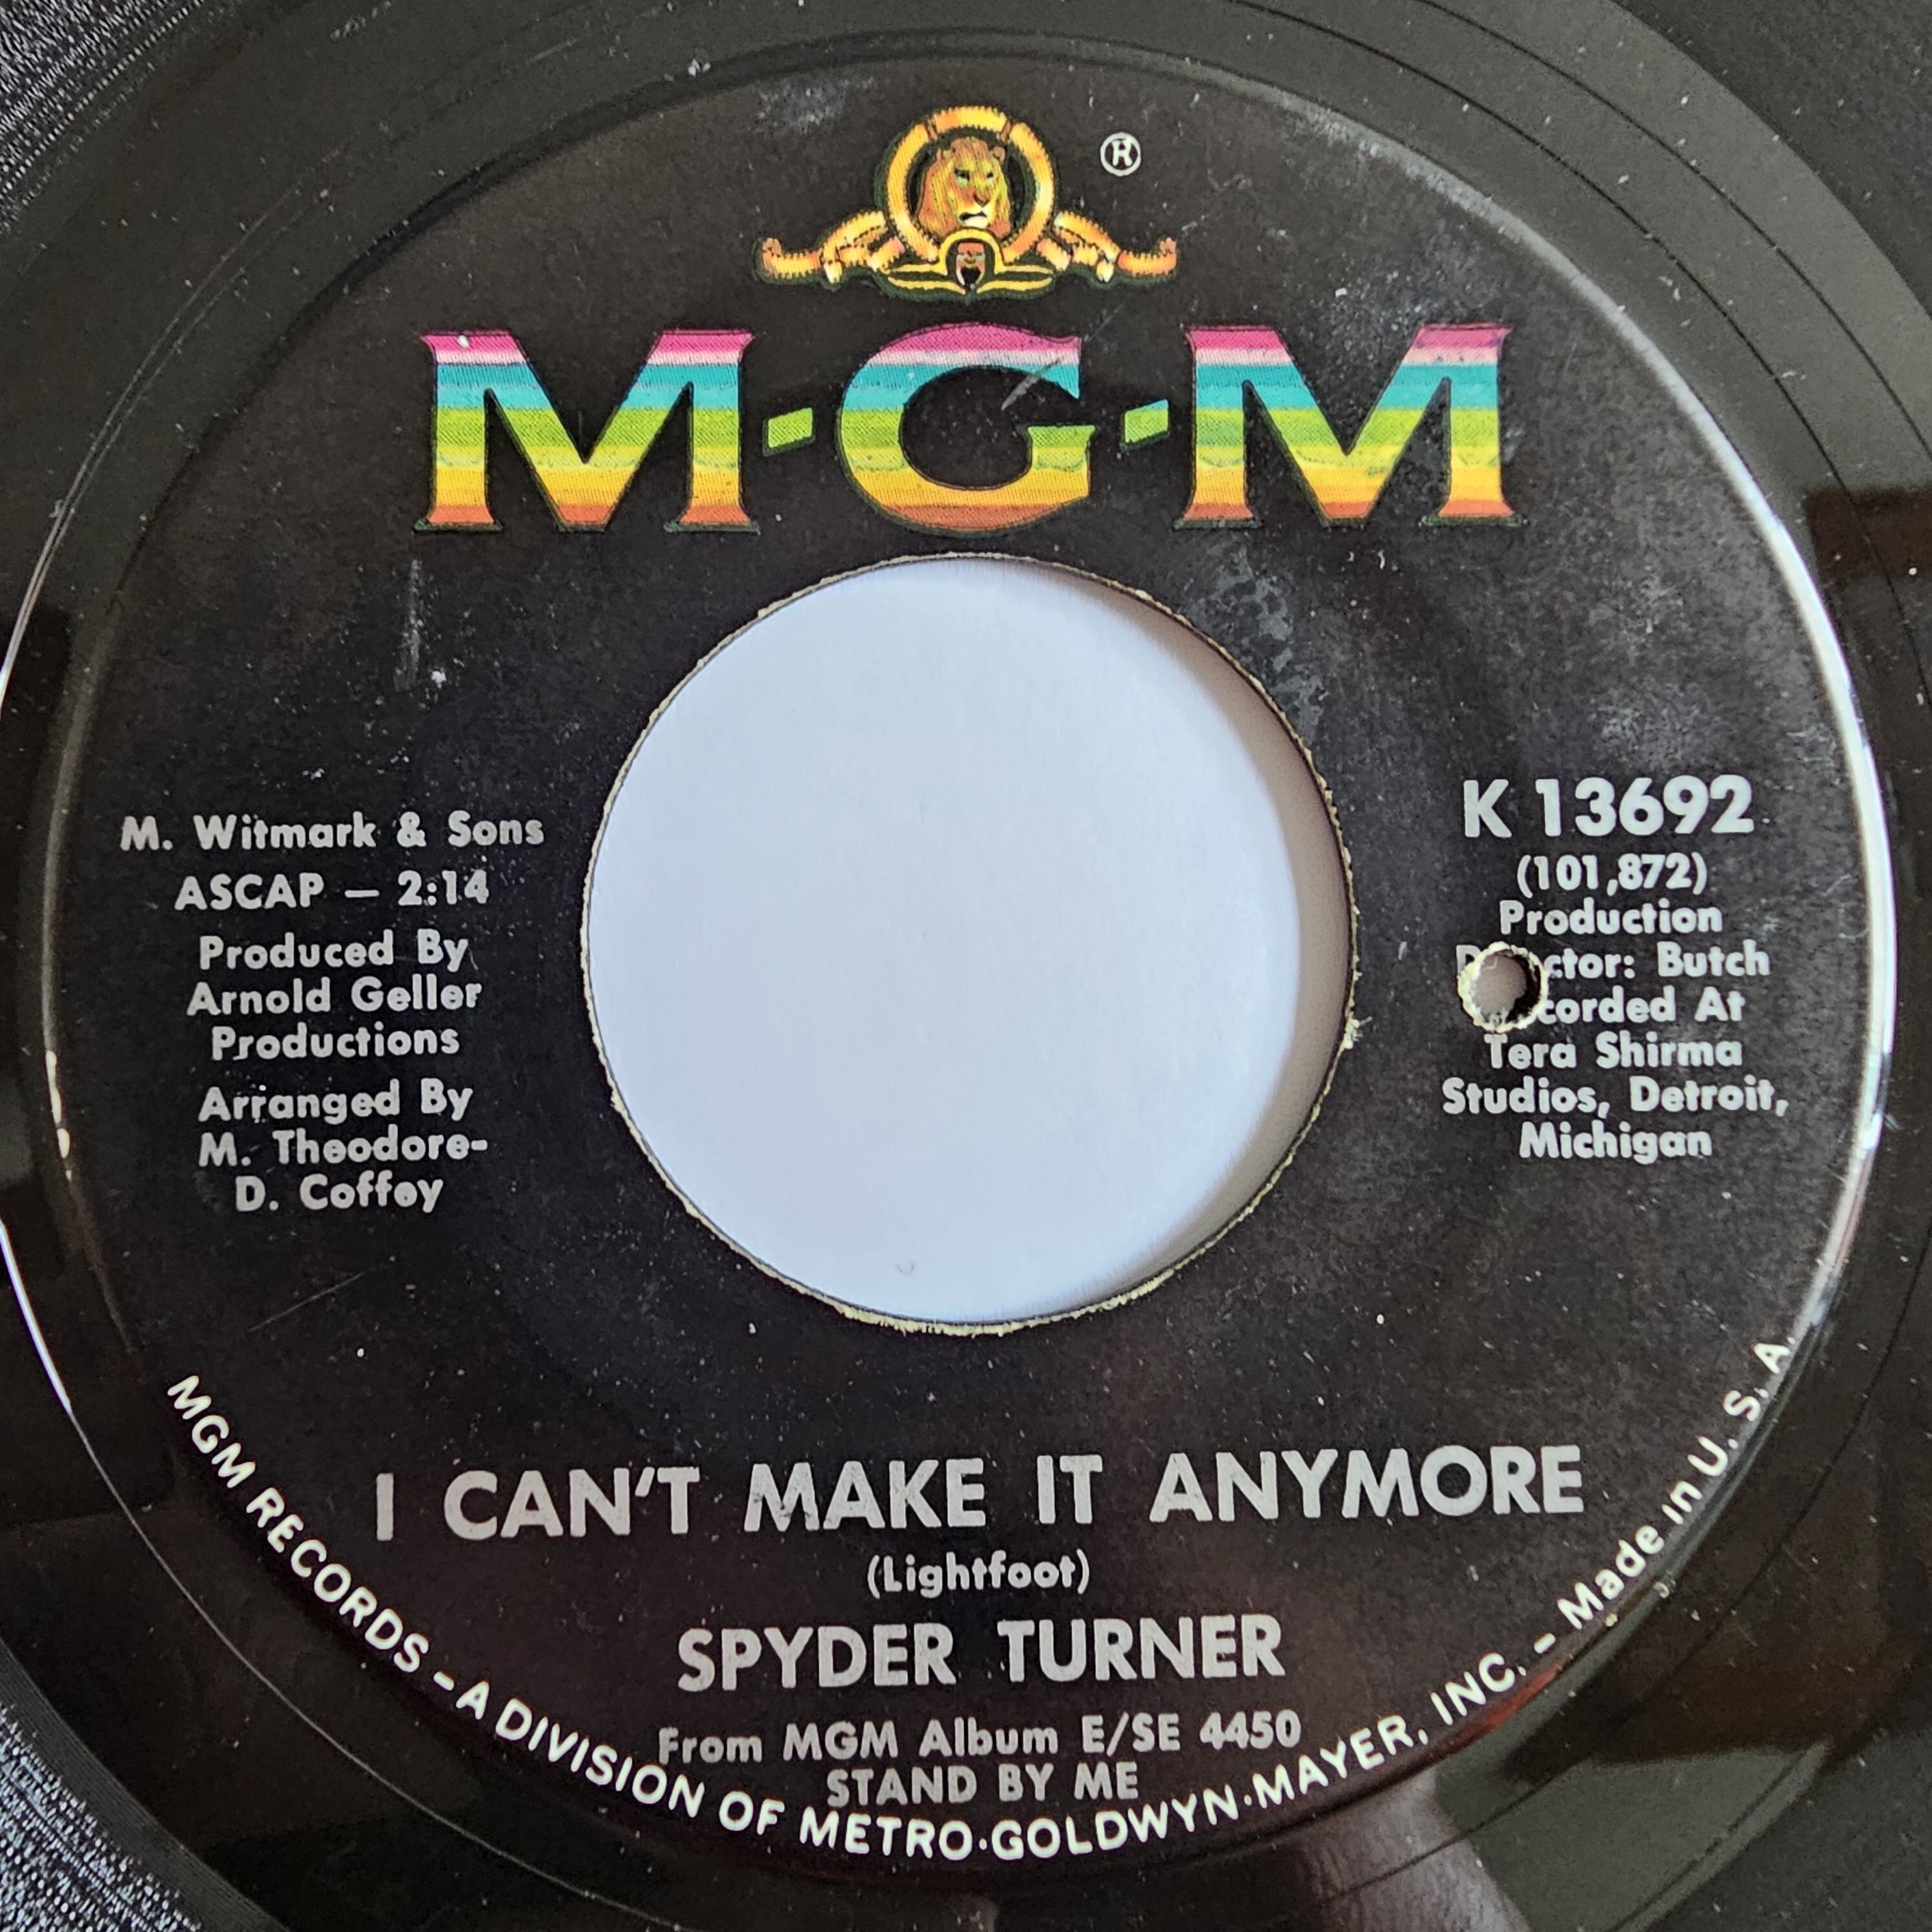 ®
M·G·M
M. Witmark & Sons
ASCAP — 2:14
Produced By
Arnold Geller
Productions
Arranged By
M. Theodore-
D. Coffey
K 13692
(101,872)
Production
Butch
At
Tera Shirma
Studios, Detroit,
Michigan
I CAN'T MAKE IT ANYMORE
(Lightfoot)
SPYDER TURNER
From MGM Album E/SE 4450
STAND BY ME
MGM RECORDS – A DIVISION OF METRO·GOLDWYN·MAYER, INC. – Made in U. S. A.